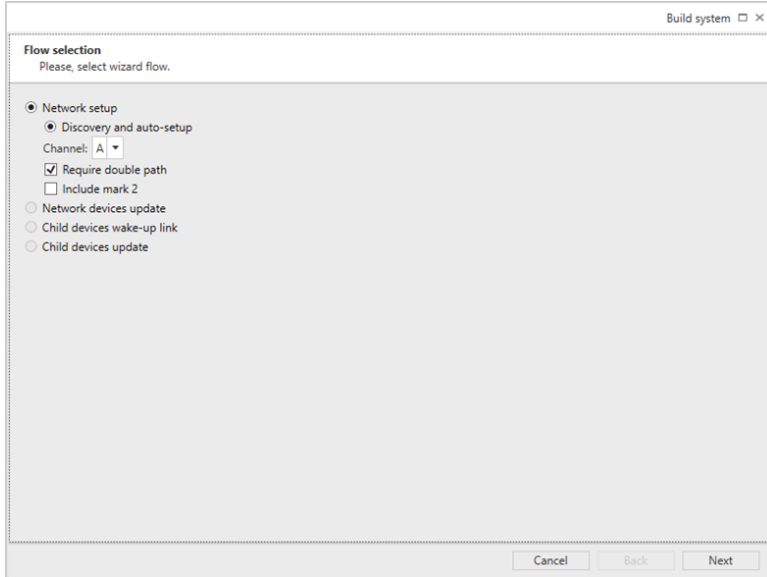 Build system
Flow selection
Please, select wizard flow.
Network setup
Discovery and auto-setup
Channel: A
Require double path
Include mark 2
Network devices update
Child devices wake-up link
Child devices update
Cancel Back Next